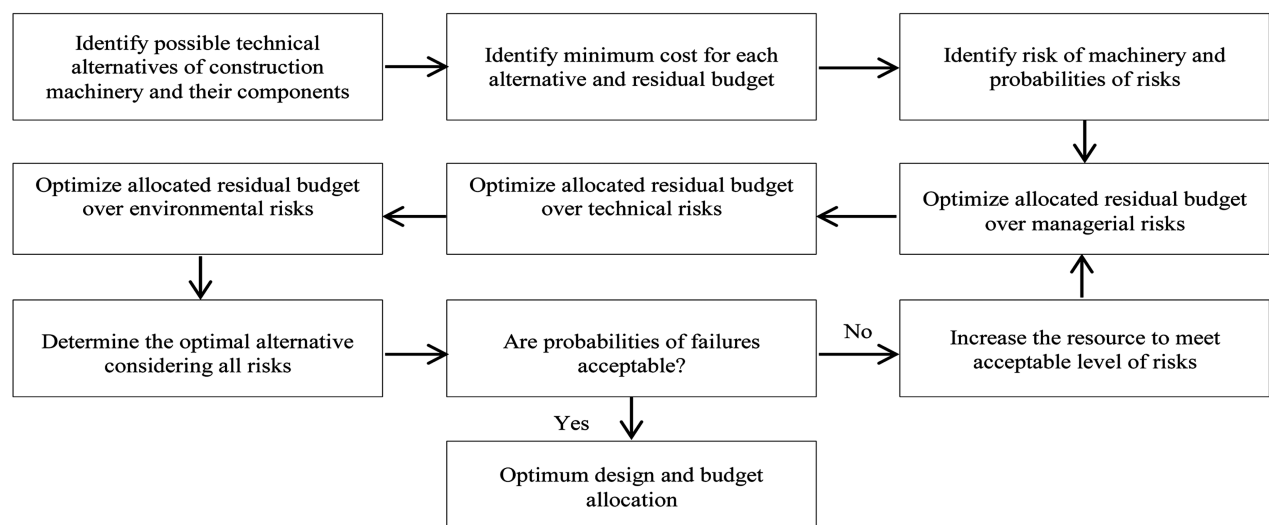 Identify possible technical
alternatives of construction
machinery and their components
Identify minimum cost for each
alternative and residual budget
Identify risk of machinery and
probabilities of risks
Optimize allocated residual budget
over managerial risks
Optimize allocated residual budget
over technical risks
Optimize allocated residual budget
over environmental risks
Determine the optimal alternative
considering all risks
Are probabilities of failures
acceptable?
No
Increase the resource to meet
acceptable level of risks
Yes
Optimum design and budget
allocation